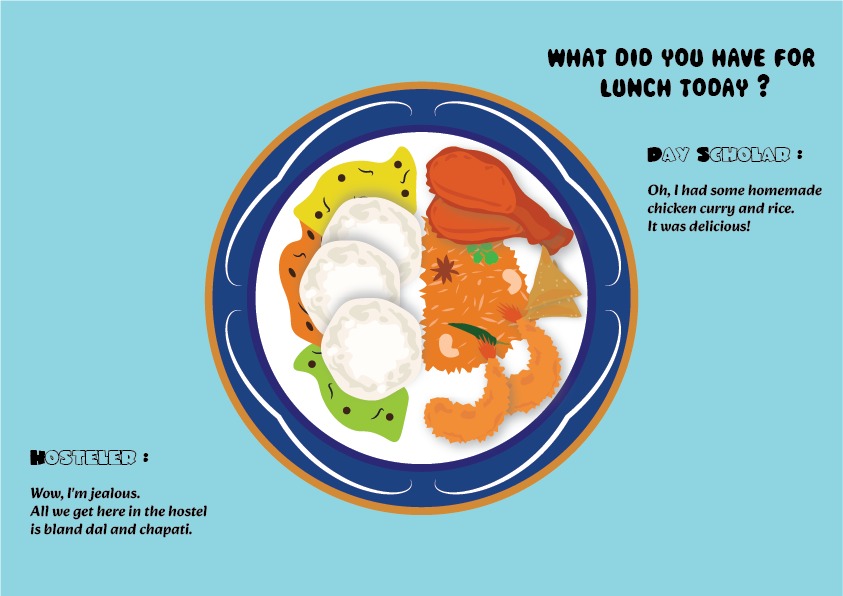 WHAT DID YOU HAVE FOR
LUNCH TODAY ?
DAY SCHOLAR :
Oh, I had some homemade
chicken curry and rice.
It was delicious!
HOSTELER :
Wow, I'm jealous.
All we get here in the hostel
is bland dal and chapati.